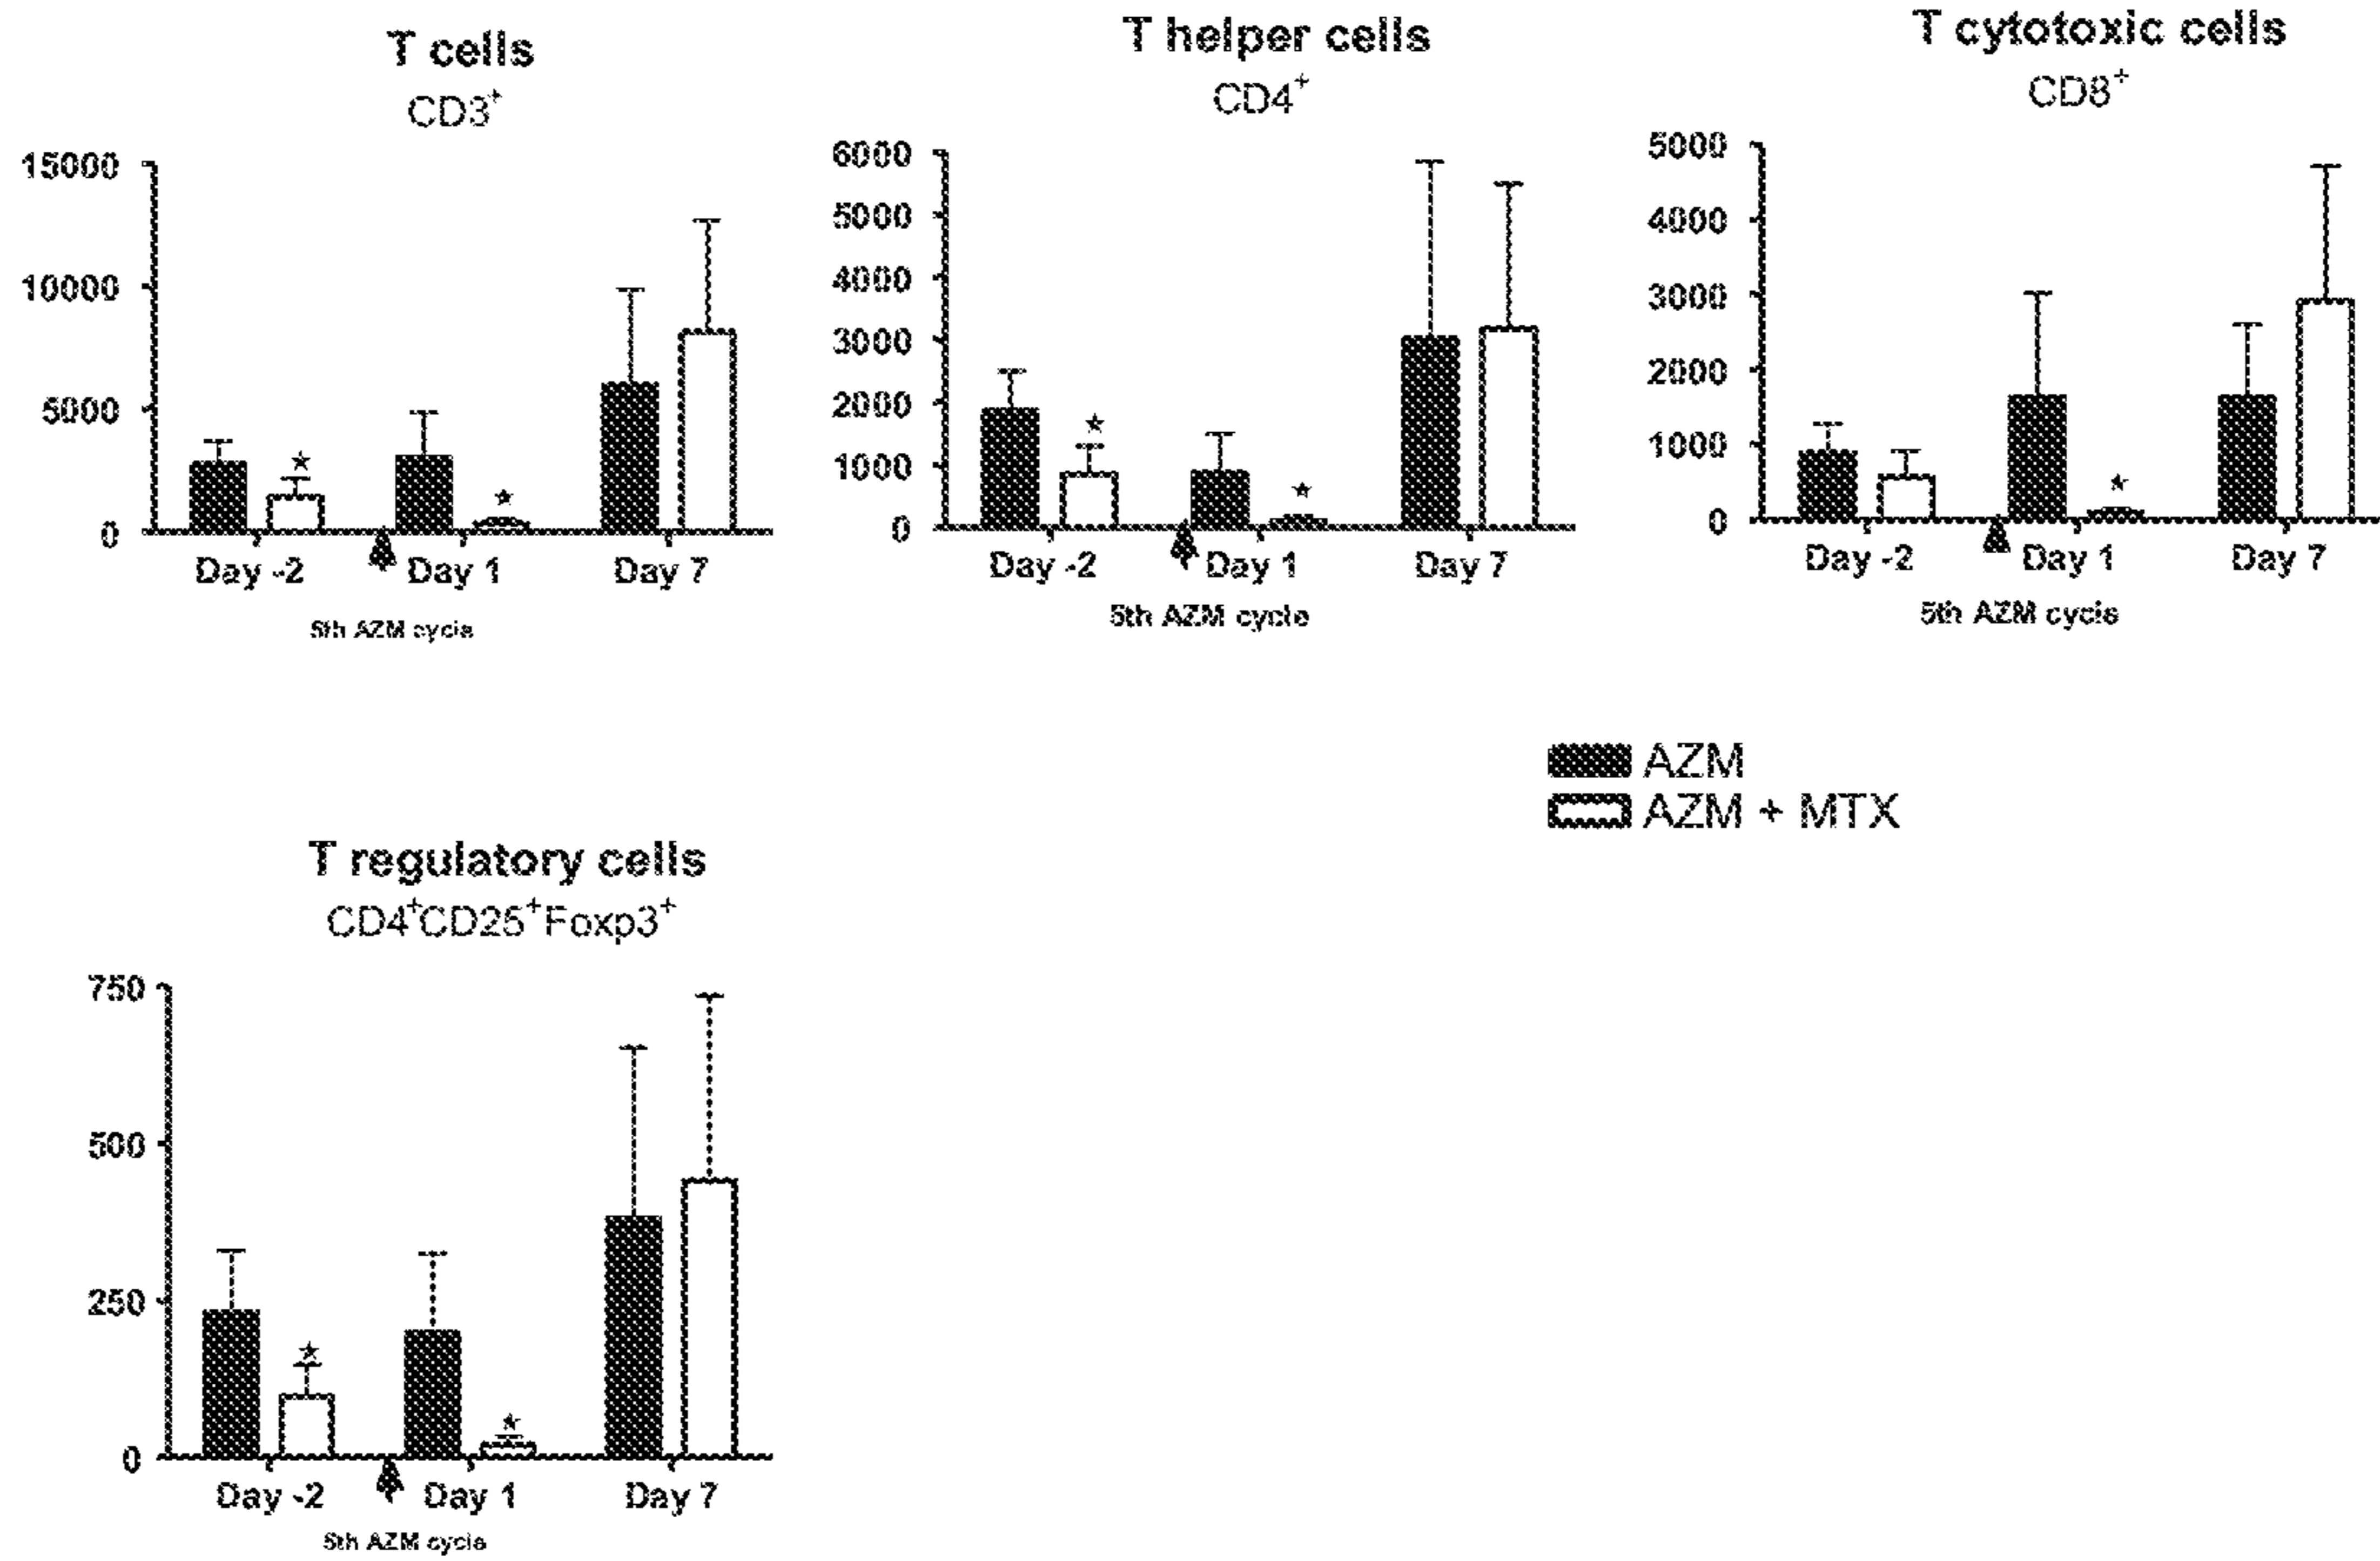 T cells
CD3+
15000
10000
5000
0
Day -2
Day 1
Day 7
5th AZM cycle
T helper cells
CD4+
6000
5000
4000
3000
2000
1000
0
Day -2
Day 1
Day 7
5th AZM cycle
T cytotoxic cells
CD8+
5000
4000
3000
2000
1000
0
Day -2
Day 1
Day 7
5th AZM cycle
AZM
AZM + MTX
T regulatory cells
CD4+CD25+Foxp3+
750
500
250
0
Day -2
Day 1
Day 7
5th AZM cycle